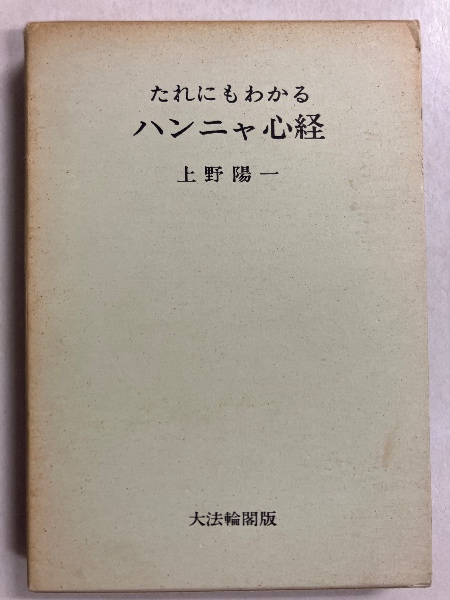 たれにもわかる
ハンニャ心経
上野陽一
大法輪閣版